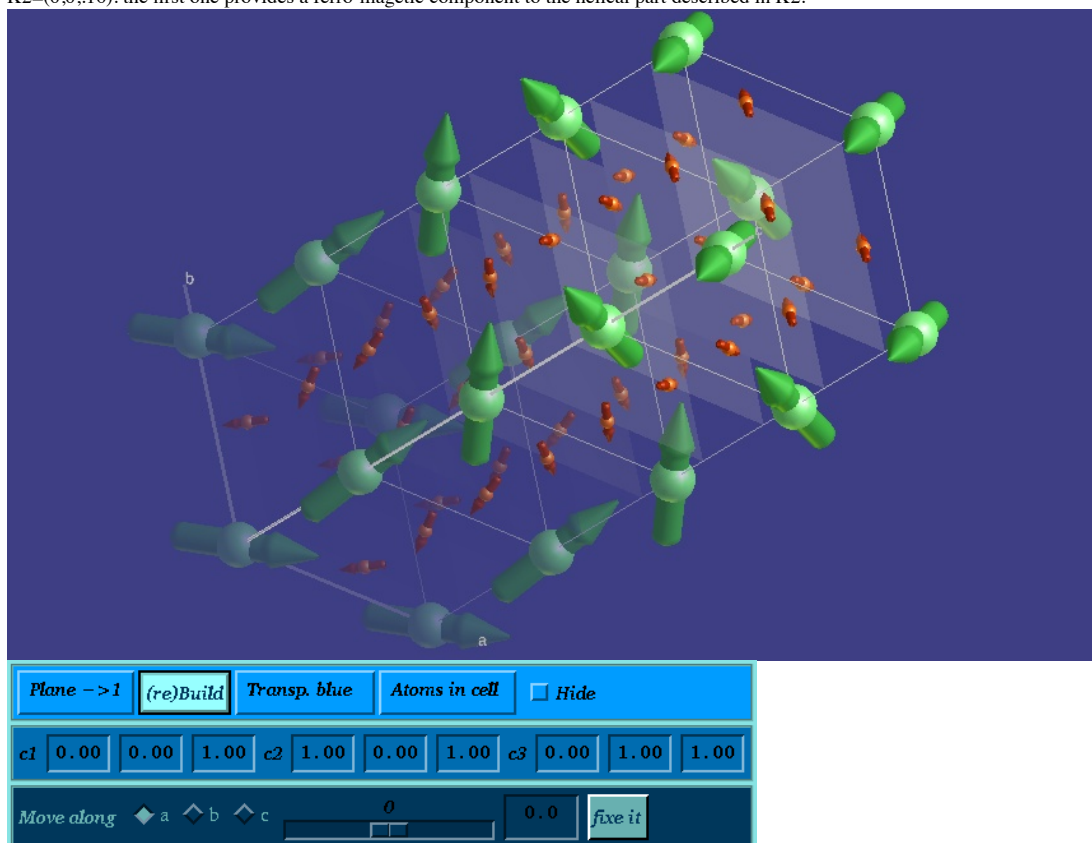 b
c
a
Plane ->1 (re)Build Transp. blue Atoms in cell Hide
c1 0.00 0.00 1.00 c2 1.00 0.00 1.00 c3 0.00 1.00 1.00
Move along a b c 0 0.0 fixe it